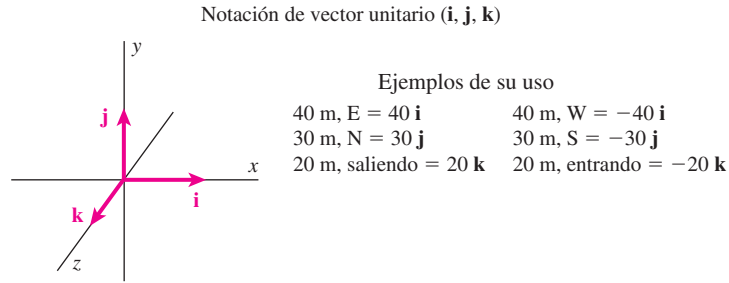 Notación de vector unitario (i, j, k)
y
Ejemplos de su uso
j
40 m, E = 40 i 40 m, W = −40 i
30 m, N = 30 j 30 m, S = −30 j
x
20 m, saliendo = 20 k 20 m, entrando = −20 k
i
k
z